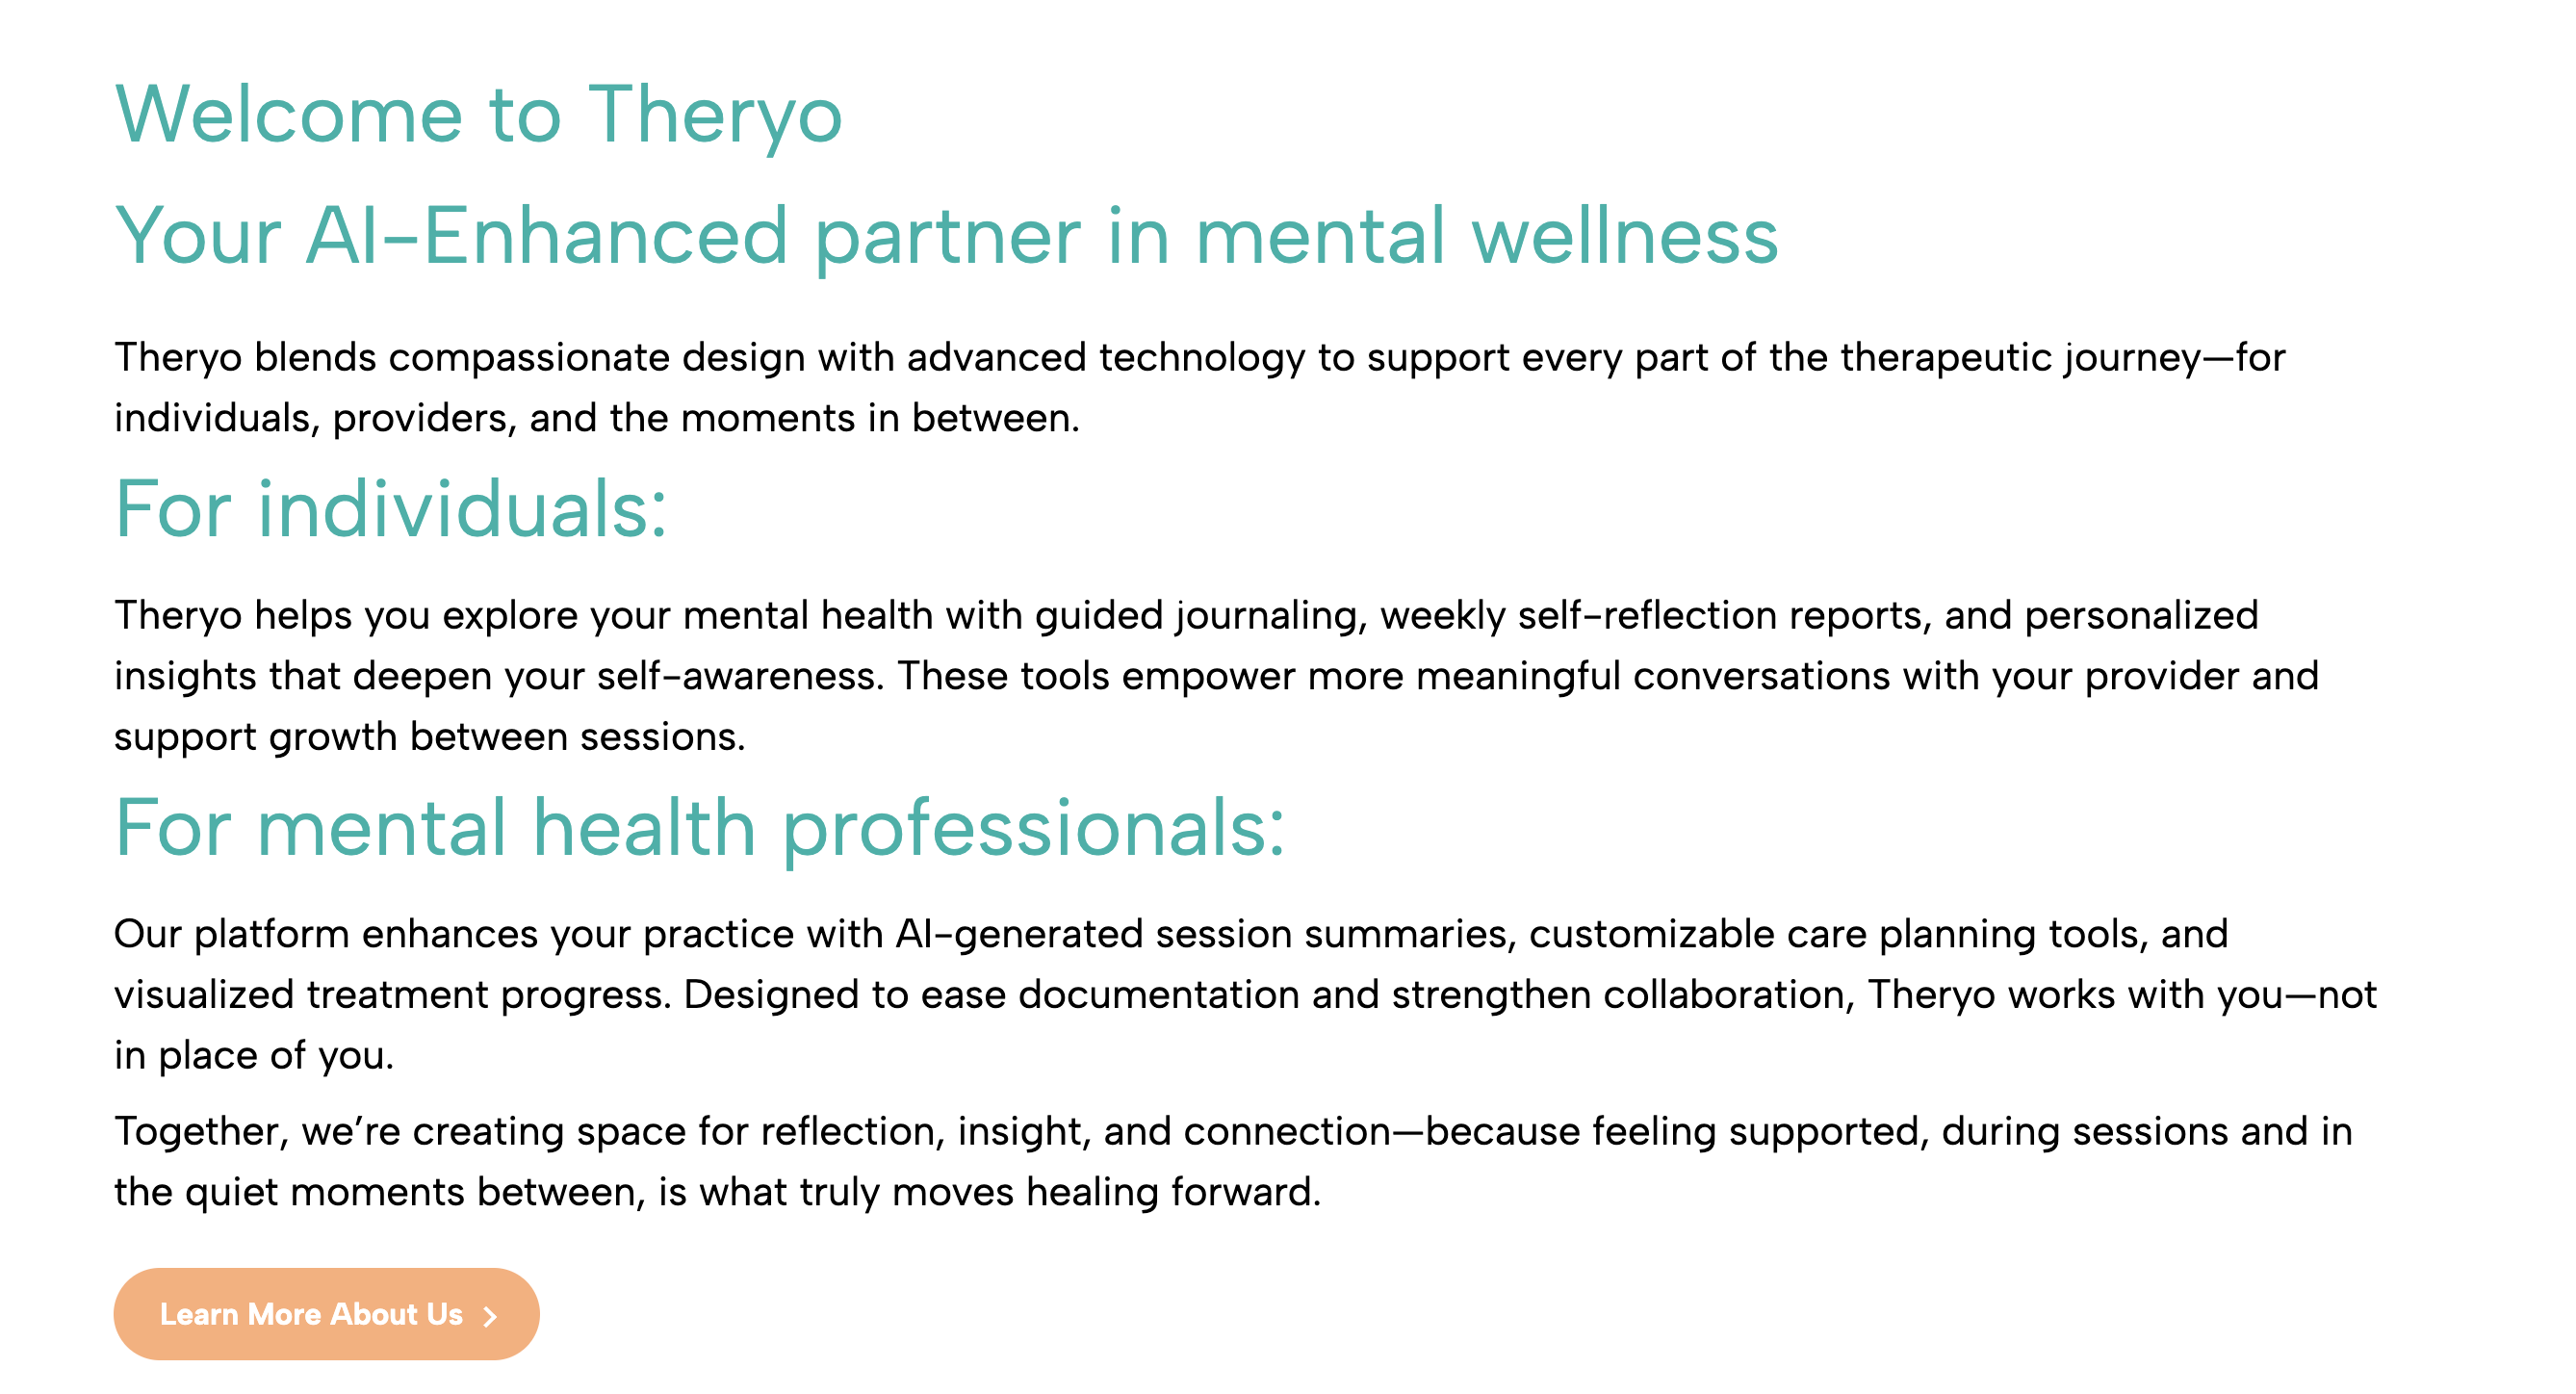 Welcome to Theryo
Your AI-Enhanced partner in mental wellness
Theryo blends compassionate design with advanced technology to support every part of the therapeutic journey—for
individuals, providers, and the moments in between.
For individuals:
Theryo helps you explore your mental health with guided journaling, weekly self-reflection reports, and personalized
insights that deepen your self-awareness. These tools empower more meaningful conversations with your provider and
support growth between sessions.
For mental health professionals:
Our platform enhances your practice with AI-generated session summaries, customizable care planning tools, and
visualized treatment progress. Designed to ease documentation and strengthen collaboration, Theryo works with you—not
in place of you.
Together, we’re creating space for reflection, insight, and connection—because feeling supported, during sessions and in
the quiet moments between, is what truly moves healing forward.
Learn More About Us